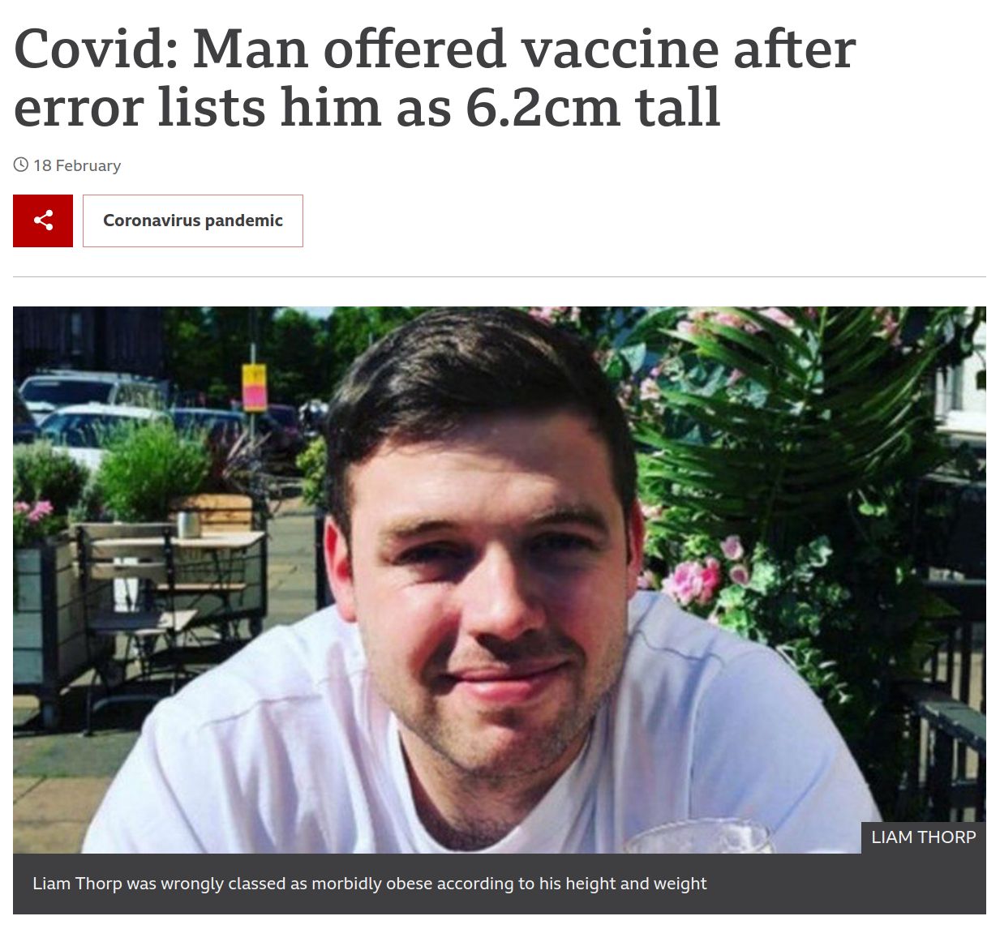 Covid: Man offered vaccine after
error lists him as 6.2cm tall
18 February
Coronavirus pandemic
LIAM THORP
Liam Thorp was wrongly classed as morbidly obese according to his height and weight